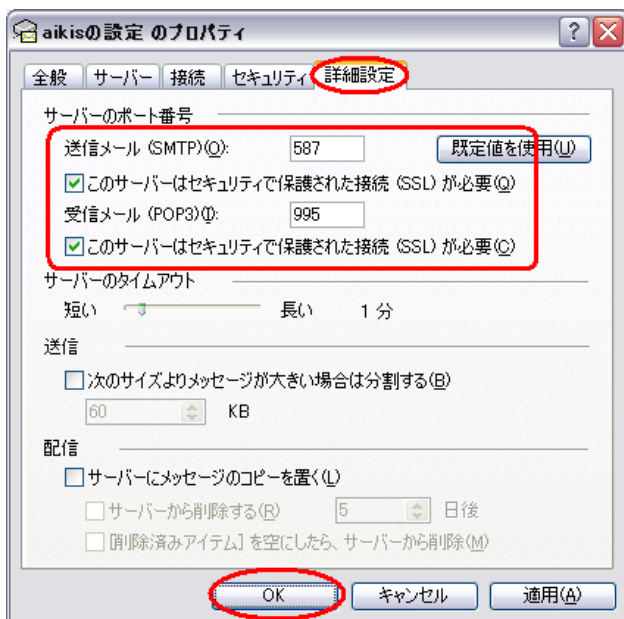 aikisの設定 のプロパティ
全般 サーバー 接続 セキュリティ 詳細設定
サーバーのポート番号
送信メール (SMTP)(O): 587 既定値を使用(U)
このサーバーはセキュリティで保護された接続 (SSL) が必要(Q)
受信メール (POP3)(I): 995
このサーバーはセキュリティで保護された接続 (SSL) が必要(C)
サーバーのタイムアウト
短い 長い 1 分
送信
次のサイズよりメッセージが大きい場合は分割する(B)
60 KB
配信
サーバーにメッセージのコピーを置く(L)
サーバーから削除する(R) 5 日後
[削除済みアイテム] を空にしたら、サーバーから削除(M)
OK キャンセル 適用(A)